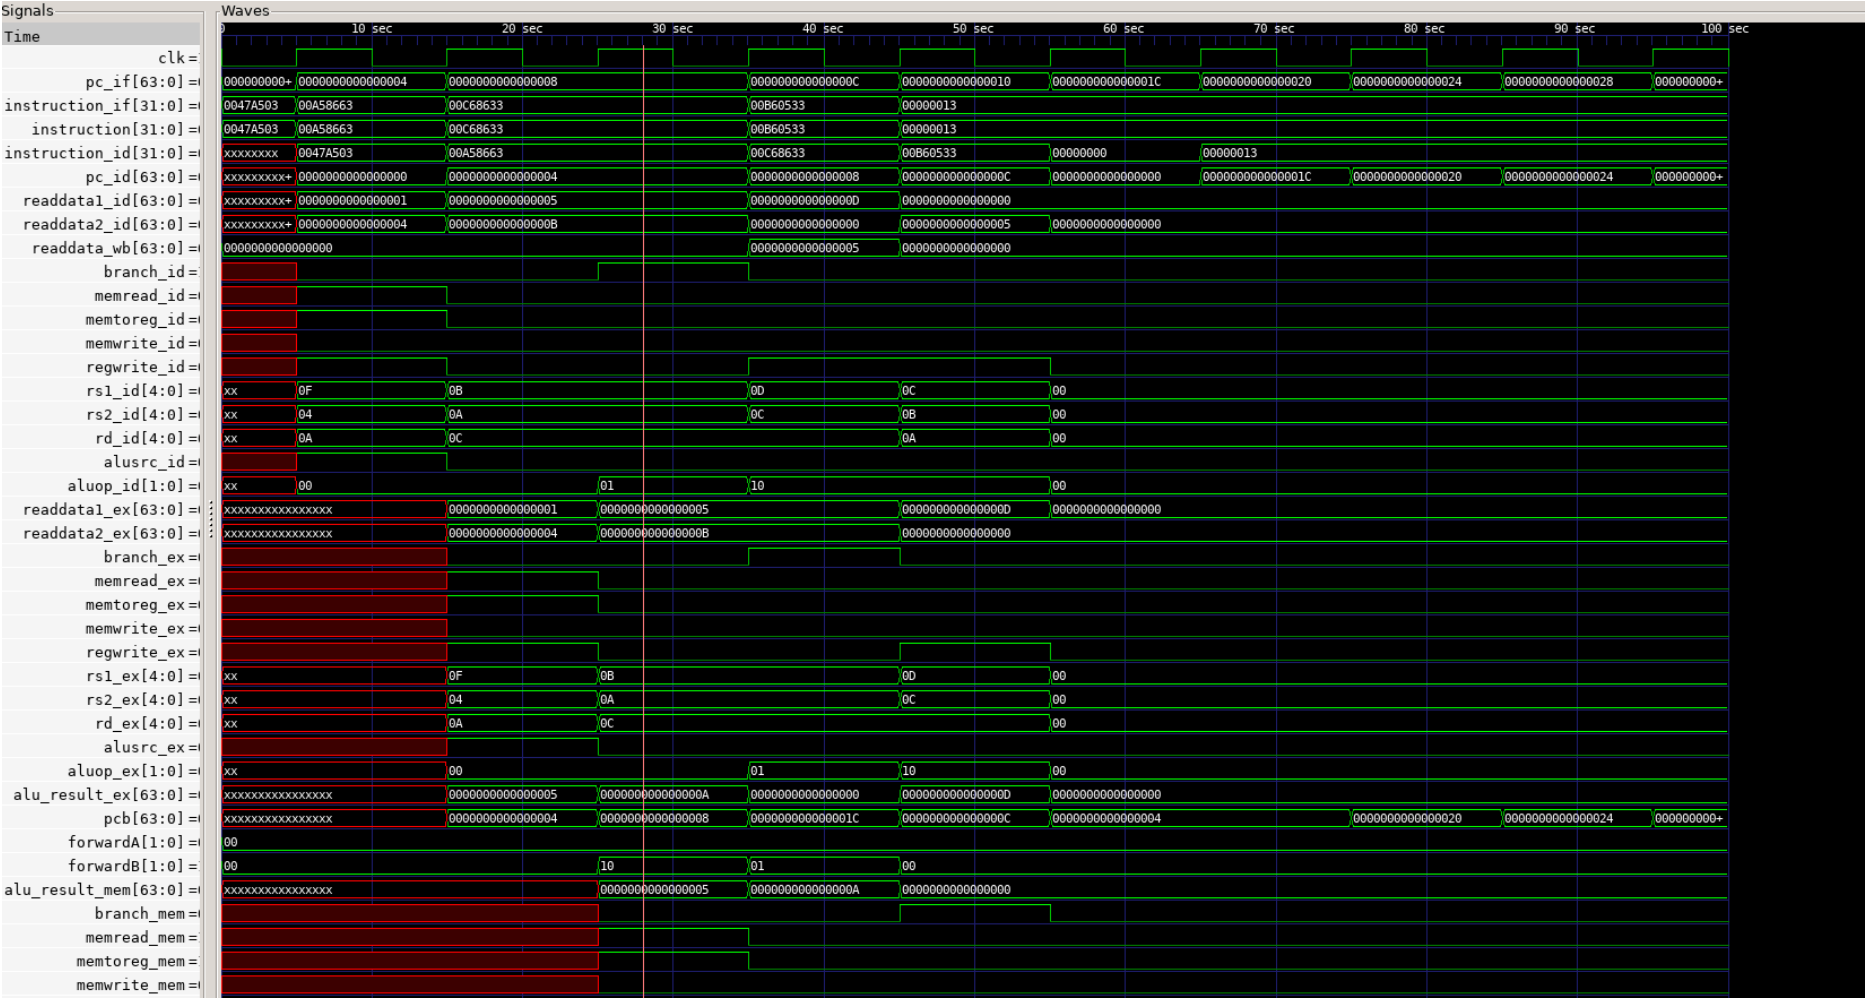 Signals Waves
Time 0 10 sec 20 sec 30 sec 40 sec 50 sec 60 sec 70 sec 80 sec 90 sec 100 sec
clk =
pc_if[63:0] = 000000000+ 0000000000000004 0000000000000008 000000000000000C 0000000000000010 000000000000001C 0000000000000020 0000000000000024 0000000000000028 000000000+
instruction_if[31:0] = 0047A503 00A58663 00C68633 00B60533 00000013
instruction[31:0] = 0047A503 00A58663 00C68633 00B60533 00000013
instruction_id[31:0] = xxxxxxxx 0047A503 00A58663 00C68633 00B60533 00000000 00000013
pc_id[63:0] = xxxxxxxxx+ 0000000000000000 0000000000000004 0000000000000008 000000000000000C 0000000000000000 000000000000001C 0000000000000020 0000000000000024 000000000+
readdata1_id[63:0] = xxxxxxxxx+ 0000000000000001 0000000000000005 000000000000000D 0000000000000000
readdata2_id[63:0] = xxxxxxxxx+ 0000000000000004 000000000000000B 0000000000000000 0000000000000005 0000000000000000
readdata_wb[63:0] = 0000000000000000 0000000000000005 0000000000000000
branch_id =
memread_id =
memtoreg_id =
memwrite_id =
regwrite_id =
rs1_id[4:0] = xx 0F 0B 0D 0C 00
rs2_id[4:0] = xx 04 0A 0C 0B 00
rd_id[4:0] = xx 0A 0C 0A 00
alusrc_id =
aluop_id[1:0] = xx 00 01 10 00
readdata1_ex[63:0] = xxxxxxxxxxxxxxxx 0000000000000001 0000000000000005 000000000000000D 0000000000000000
readdata2_ex[63:0] = xxxxxxxxxxxxxxxx 0000000000000004 000000000000000B 0000000000000000
branch_ex =
memread_ex =
memtoreg_ex =
memwrite_ex =
regwrite_ex =
rs1_ex[4:0] = xx 0F 0B 0D 00
rs2_ex[4:0] = xx 04 0A 0C 00
rd_ex[4:0] = xx 0A 0C 00
alusrc_ex =
aluop_ex[1:0] = xx 00 01 10 00
alu_result_ex[63:0] = xxxxxxxxxxxxxxxx 0000000000000005 000000000000000A 0000000000000000 000000000000000D 0000000000000000
pcb[63:0] = xxxxxxxxxxxxxxxx 0000000000000004 0000000000000008 000000000000001C 000000000000000C 0000000000000004 0000000000000020 0000000000000024 000000000+
forwardA[1:0] = 00
forwardB[1:0] = 00 10 01 00
alu_result_mem[63:0] = xxxxxxxxxxxxxxxx 0000000000000005 000000000000000A 0000000000000000
branch_mem =
memread_mem =
memtoreg_mem =
memwrite_mem =